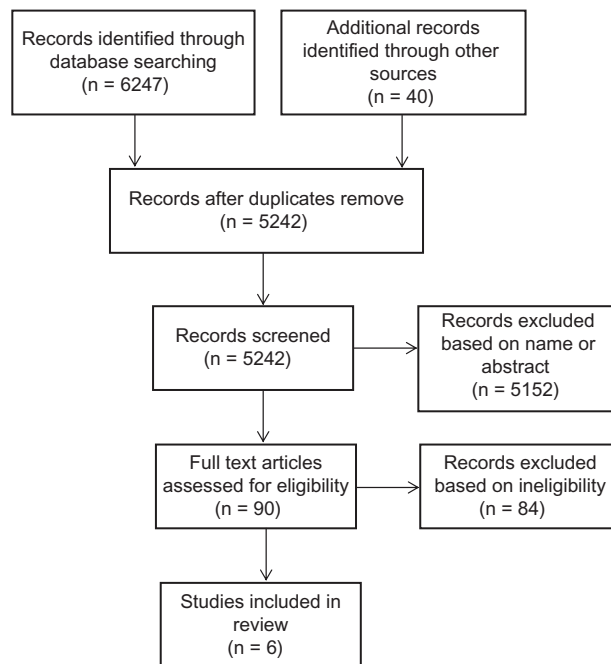 Records identified through
database searching
(n = 6247)
Additional records
identified through other
sources
(n = 40)
Records after duplicates remove
(n = 5242)
Records screened
(n = 5242)
Records excluded
based on name or
abstract
(n = 5152)
Full text articles
assessed for eligibility
(n = 90)
Records excluded
based on ineligibility
(n = 84)
Studies included in
review
(n = 6)